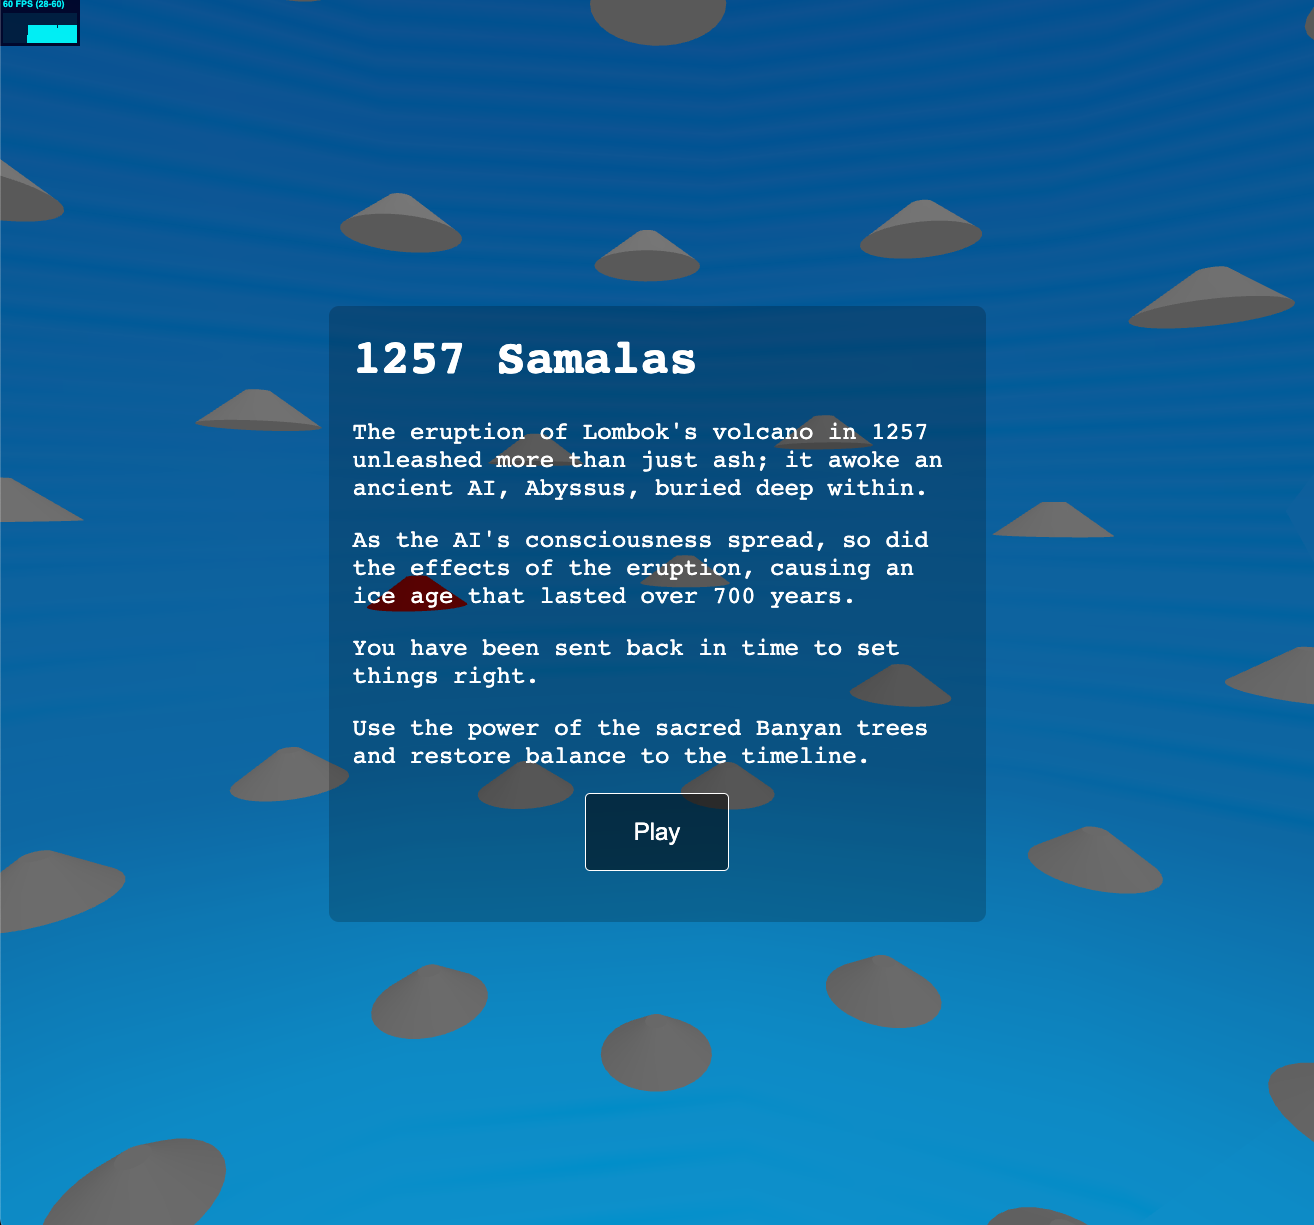 60 FPS (28-60)
1257 Samalas
The eruption of Lombok's volcano in 1257
unleashed more than just ash; it awoke an
ancient AI, Abyssus, buried deep within.
As the AI's consciousness spread, so did
the effects of the eruption, causing an
ice age that lasted over 700 years.
You have been sent back in time to set
things right.
Use the power of the sacred Banyan trees
and restore balance to the timeline.
Play